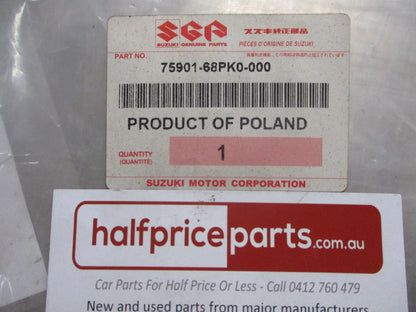 SGP スズキ純正部品
SUZUKI GENUINE PARTS PIÈCES D'ORIGINE DE SUZUKI
PART NO.
75901-68PK0-000
PRODUCT OF POLAND
QUANTITY
(QUANTITÉ)
1
SUZUKI MOTOR CORPORATION
halfpriceparts.com.au
Car Parts For Half Price Or Less - Call 0412 760 479
New and used parts from major manufacturers